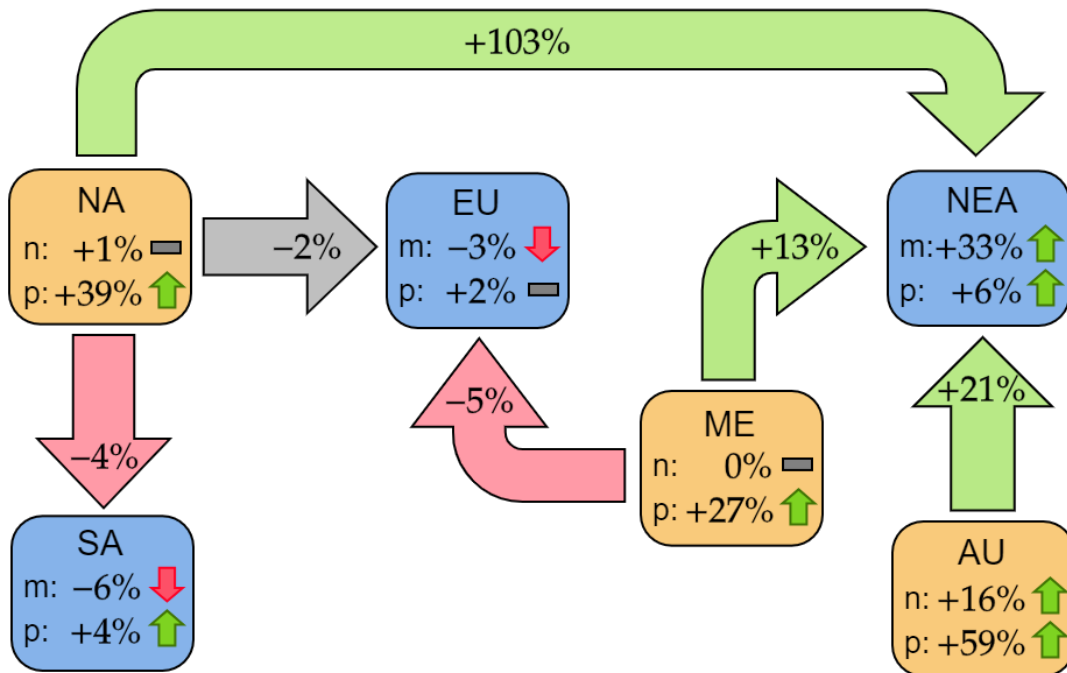 +103%
NA
n: +1%
p: +39%
−2%
EU
m: −3%
p: +2%
+13%
NEA
m:+33%
p: +6%
−4%
−5%
ME
n: 0%
p: +27%
+21%
SA
m: −6%
p: +4%
AU
n: +16%
p: +59%